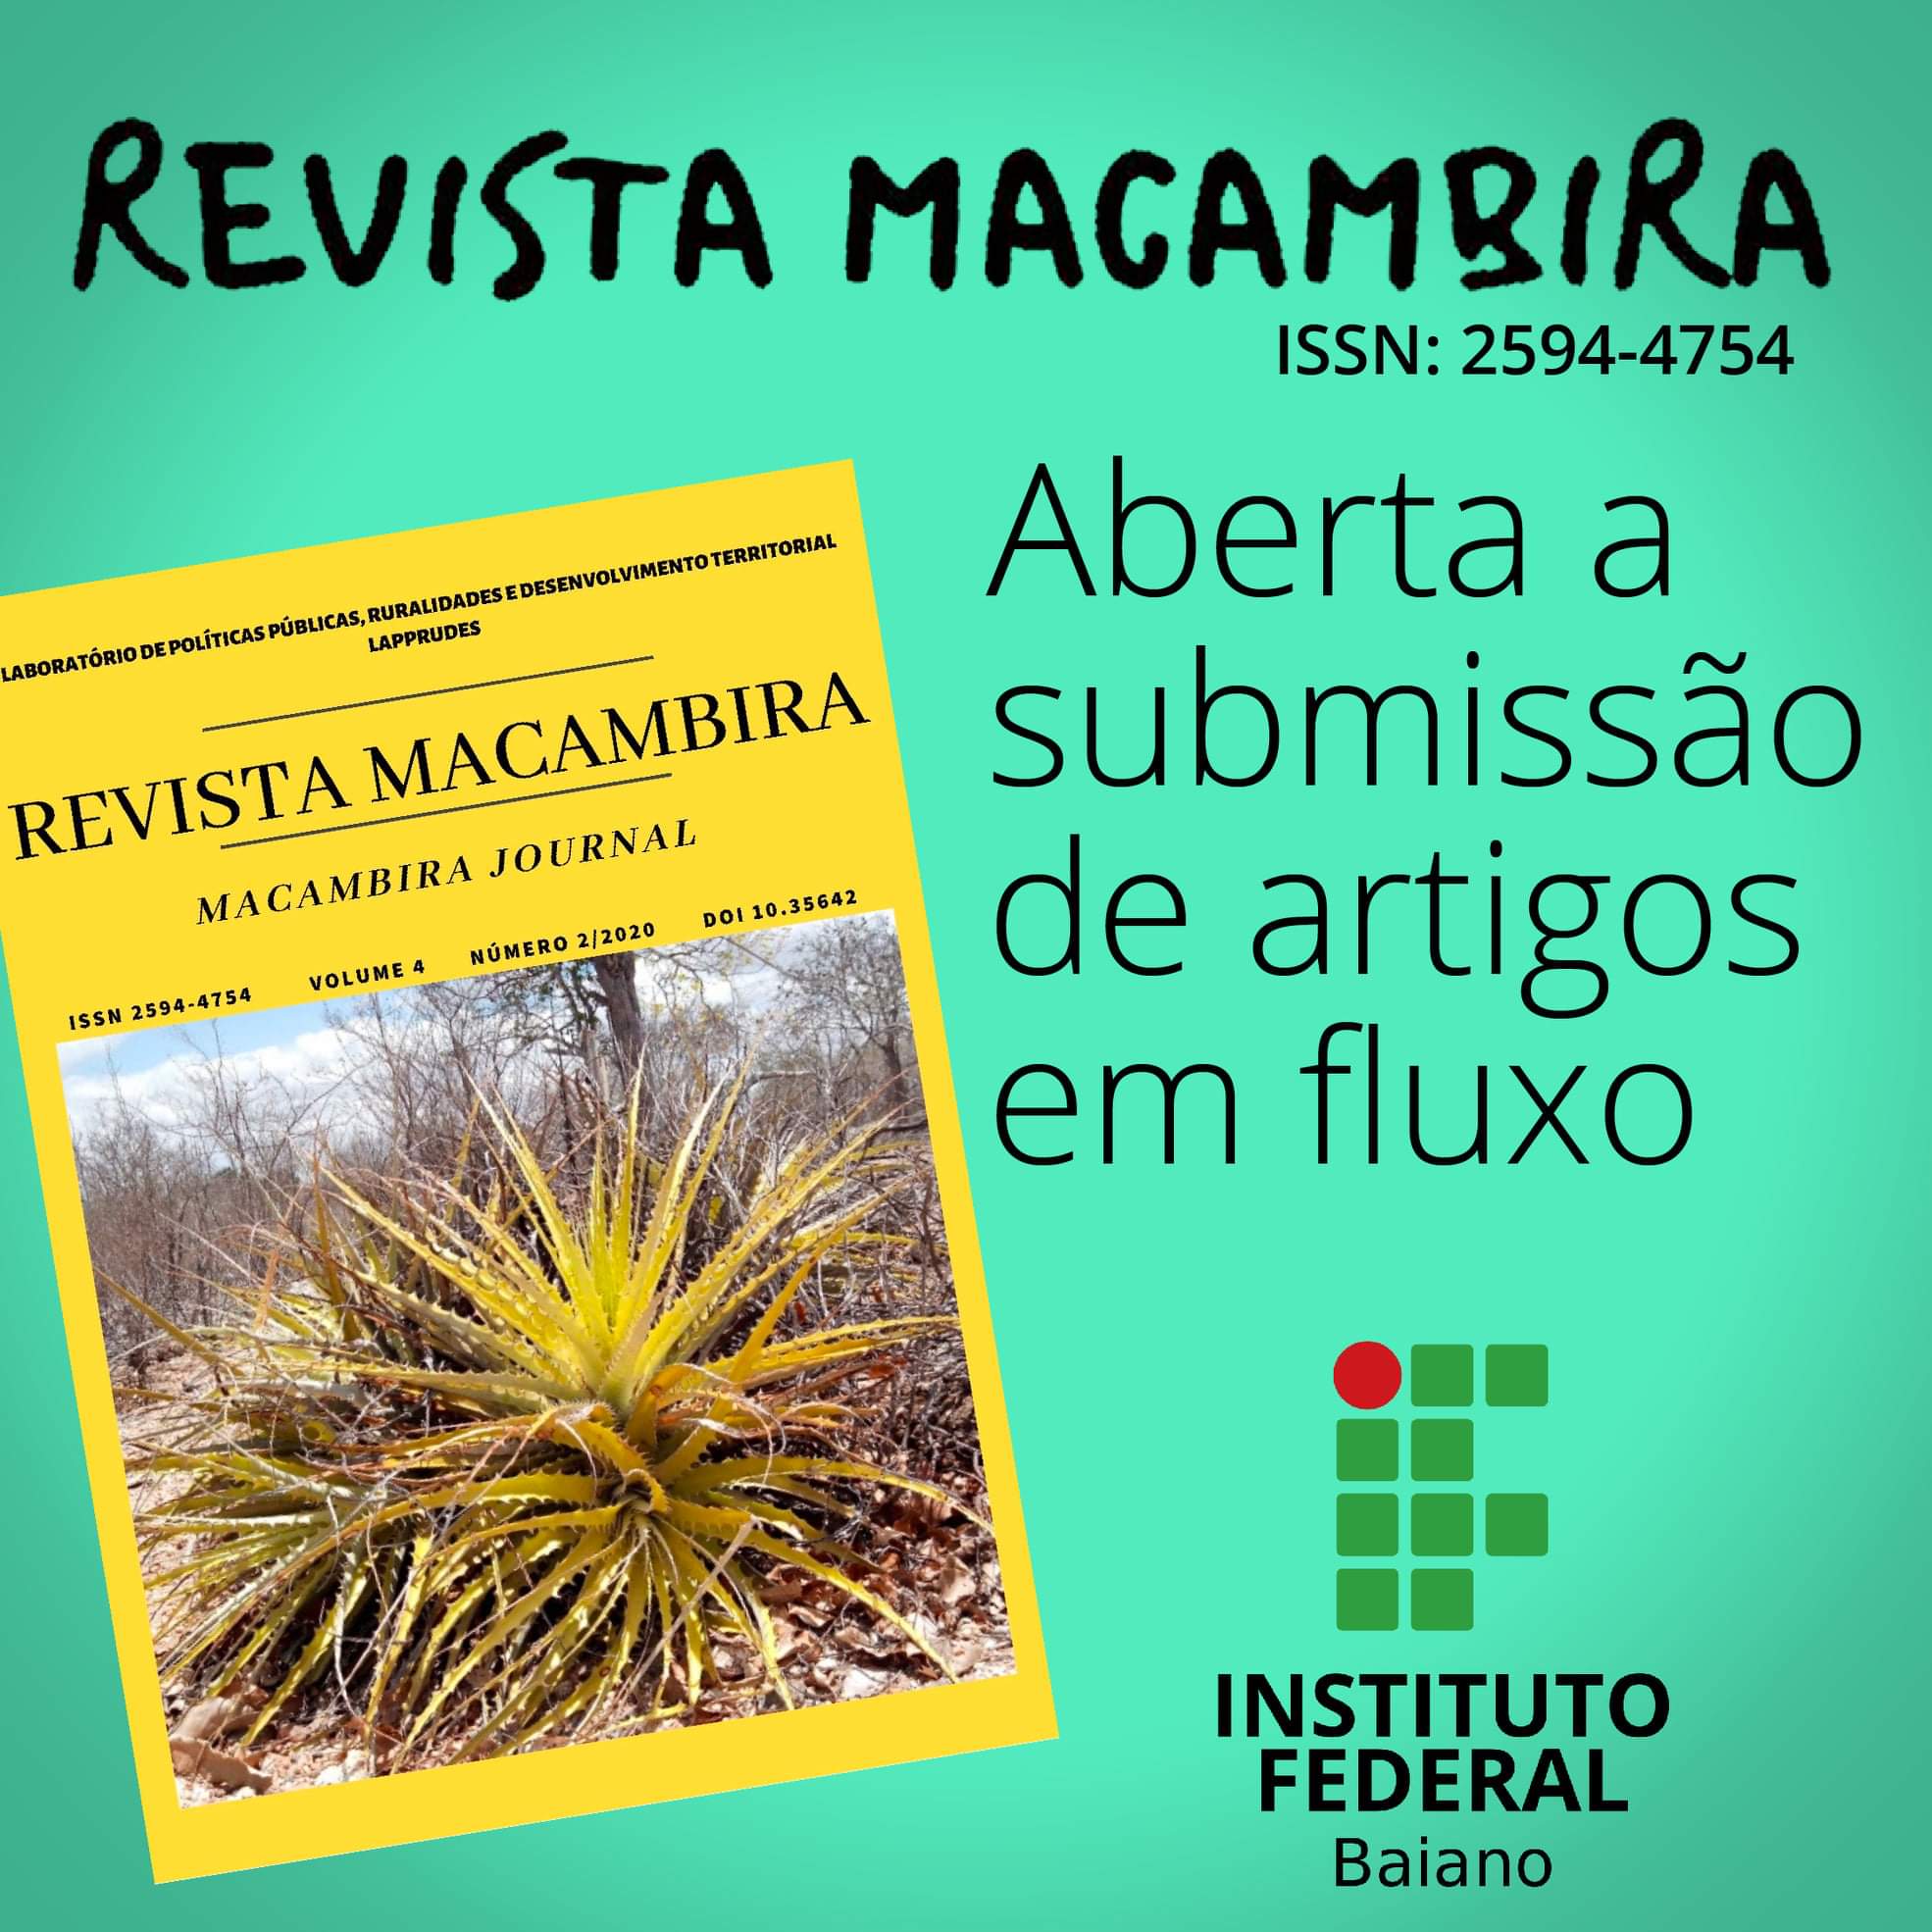 REVISTA MACAMBIRA
ISSN: 2594-4754
Aberta a
submissão
de artigos
em fluxo
LABORATÓRIO DE POLÍTICAS PÚBLICAS, RURALIDADES E DESENVOLVIMENTO TERRITORIAL
LAPPRUDES
REVISTA MACAMBIRA
MACAMBIRA JOURNAL
ISSN 2594-4754 VOLUME 4 NÚMERO 2/2020 DOI 10.35642
INSTITUTO
FEDERAL
Baiano